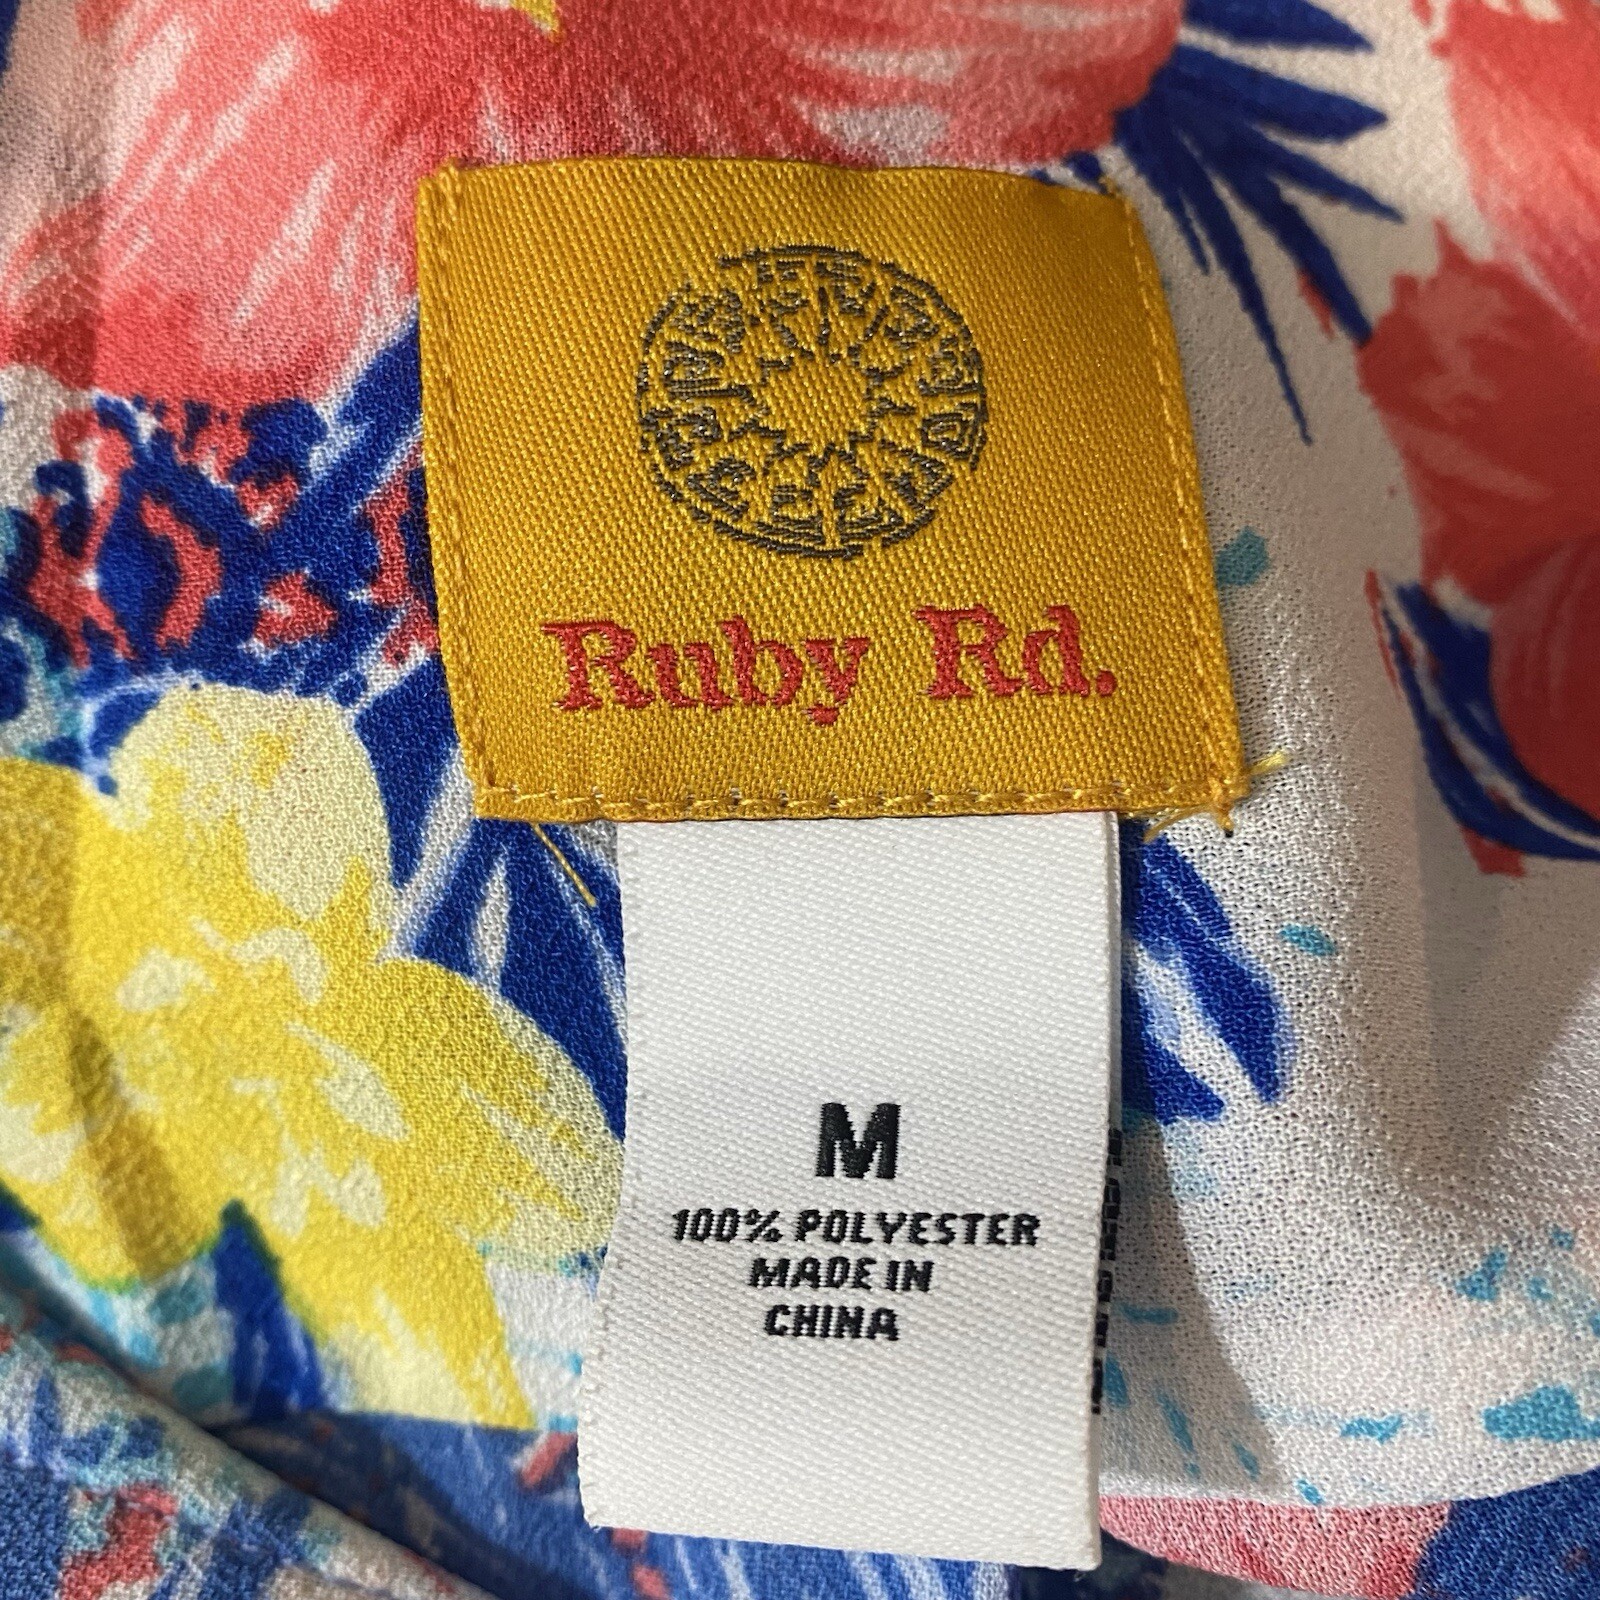 Ruby Rd.
M
100% POLYESTER
MADE IN
CHINA